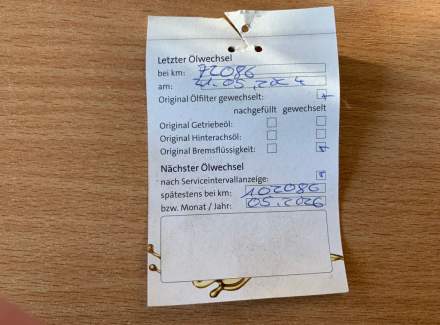 Letzter Ölwechsel
bei km: 72086
am: 21.05.2024
Original Ölfilter gewechselt: x
nachgefüllt gewechselt
Original Getriebeöl:
Original Hinterachsöl:
Original Bremsflüssigkeit: x
Nächster Ölwechsel
nach Serviceintervallanzeige: x
spätestens bei km: 102086
bzw. Monat / Jahr: 05.2026